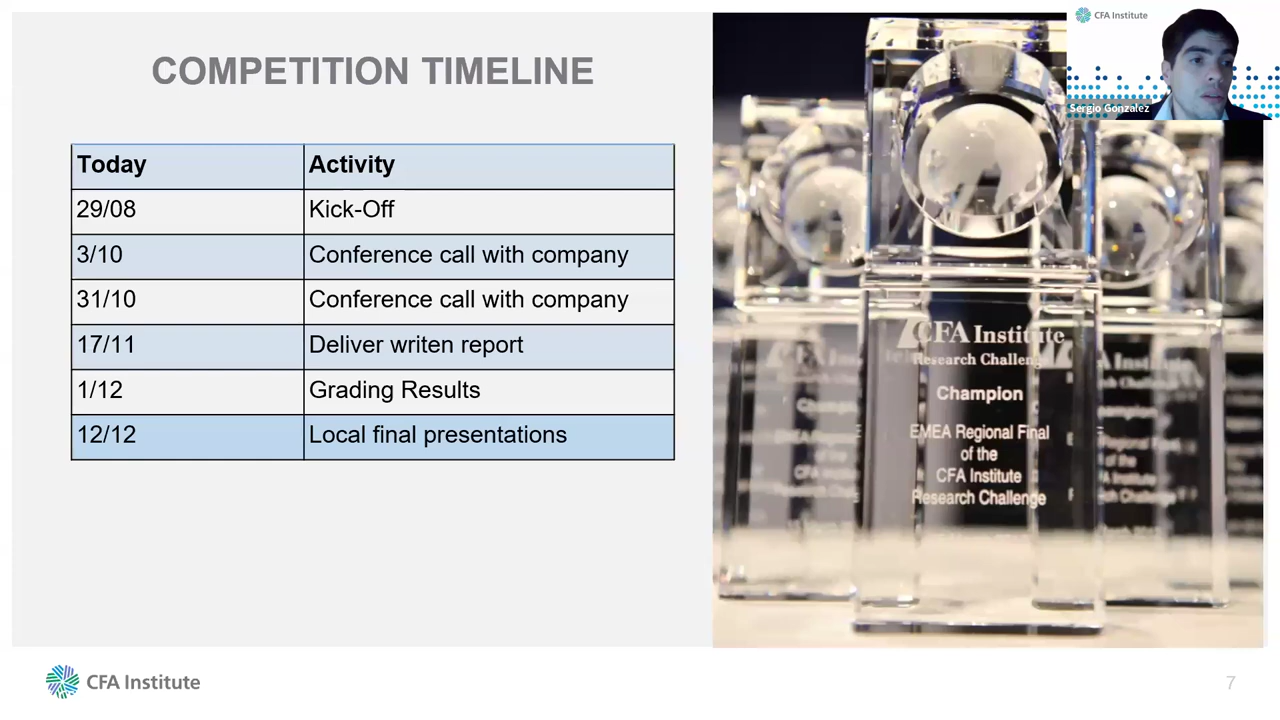 COMPETITION TIMELINE
Today Activity
29/08 Kick-Off
3/10 Conference call with company
31/10 Conference call with company
17/11 Deliver writen report
1/12 Grading Results
12/12 Local final presentations
CFA Institute
Sergio Gonzalez
CFA Institute
Research Challenge
Champion
EMEA Regional Final
of the
CFA Institute
Research Challenge
CFA Institute
7